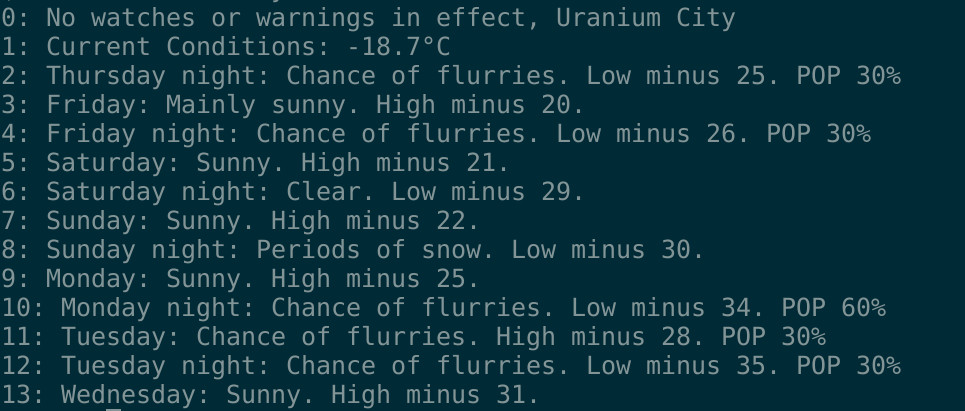 0: No watches or warnings in effect, Uranium City
1: Current Conditions: -18.7°C
2: Thursday night: Chance of flurries. Low minus 25. POP 30%
3: Friday: Mainly sunny. High minus 20.
4: Friday night: Chance of flurries. Low minus 26. POP 30%
5: Saturday: Sunny. High minus 21.
6: Saturday night: Clear. Low minus 29.
7: Sunday: Sunny. High minus 22.
8: Sunday night: Periods of snow. Low minus 30.
9: Monday: Sunny. High minus 25.
10: Monday night: Chance of flurries. Low minus 34. POP 60%
11: Tuesday: Chance of flurries. High minus 28. POP 30%
12: Tuesday night: Chance of flurries. Low minus 35. POP 30%
13: Wednesday: Sunny. High minus 31.